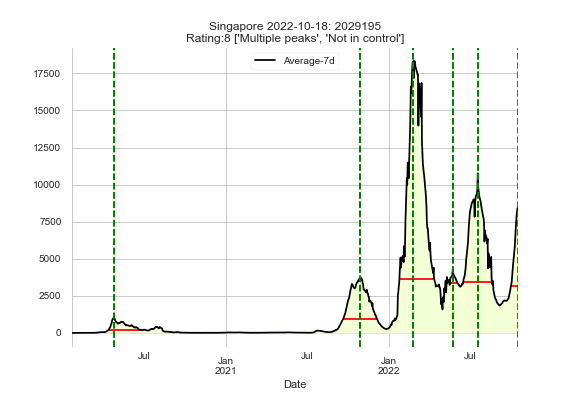 Singapore 2022-10-18: 2029195
Rating:8 ['Multiple peaks', 'Not in control']
Average-7d
17500
15000
12500
10000
7500
5000
2500
0
Jul
Jan
2021
Jul
Jan
2022
Jul
Date